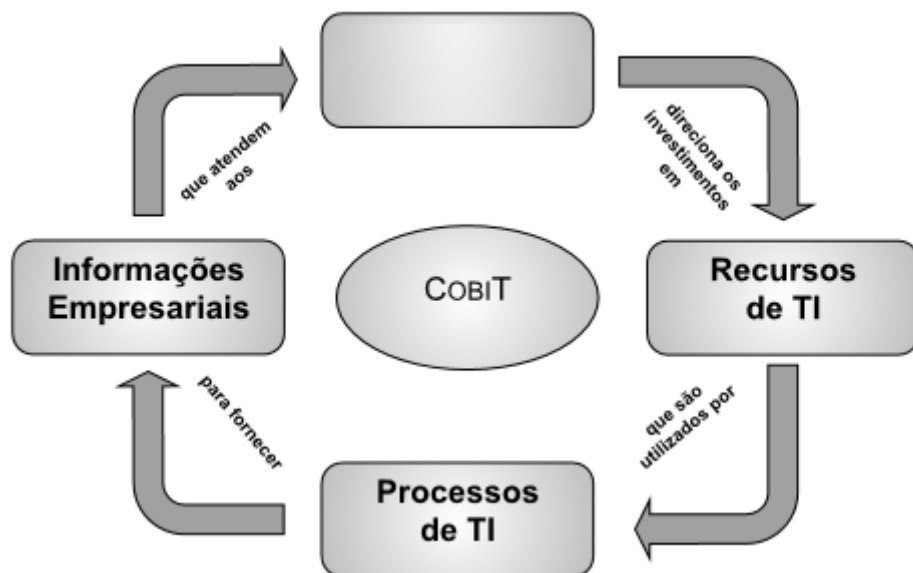 direciona os
investimentos
em
Recursos
de TI
que são
utilizados por
Processos
de TI
para fornecer
Informações
Empresariais
que atendem
aos
COBIT